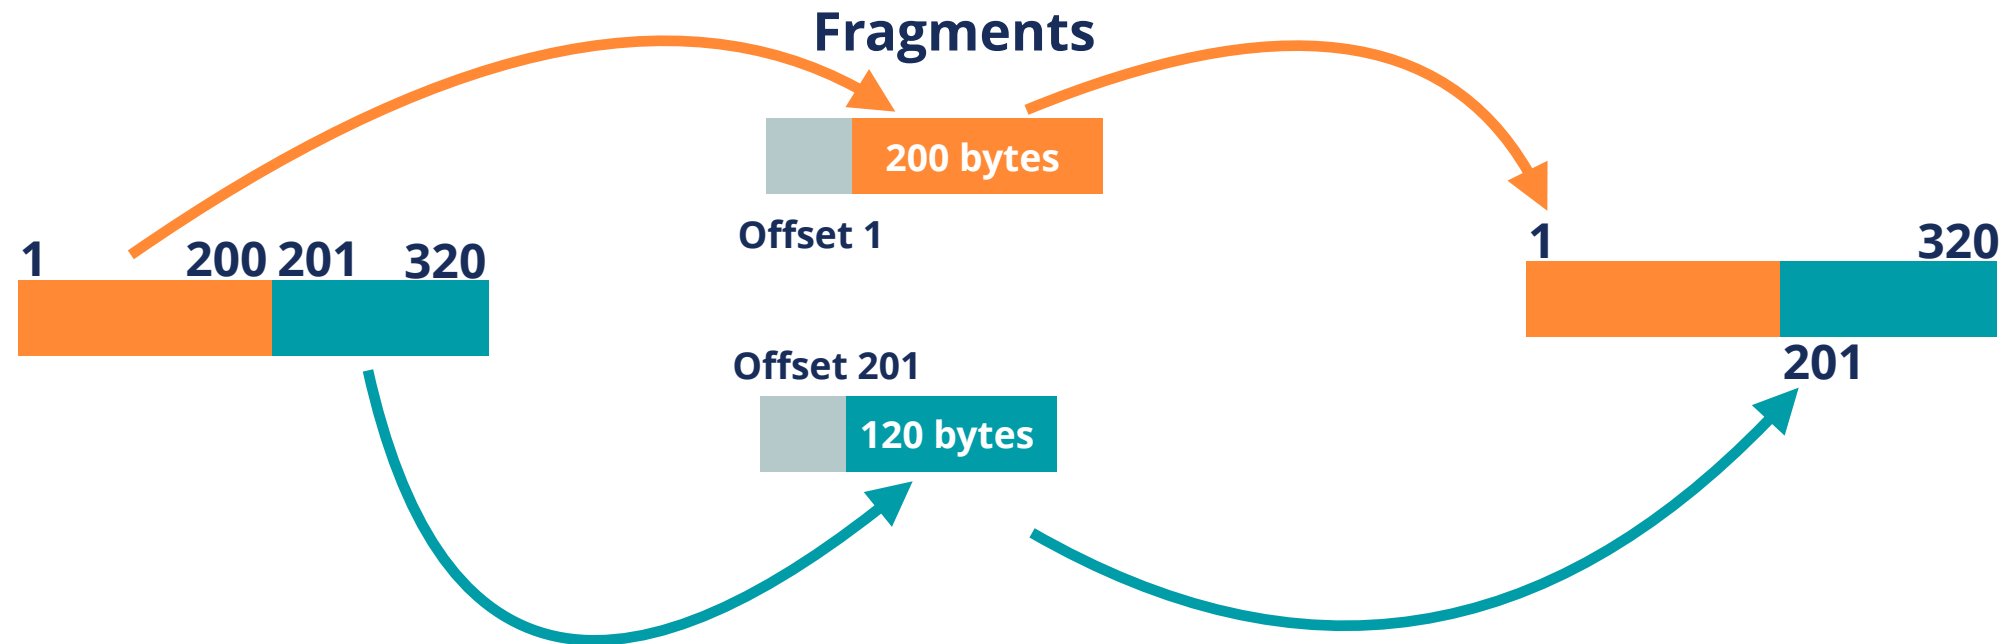 Fragments
200 bytes
Offset 1
1 200 201 320
1 320
Offset 201
201
120 bytes